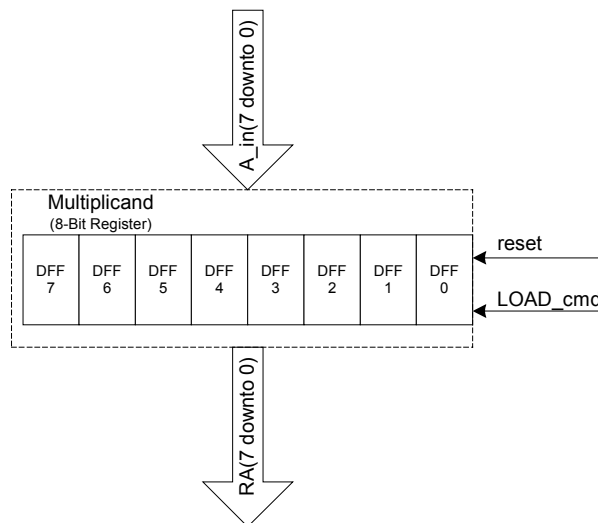 A_in(7 downto 0)
Multiplicand
(8-Bit Register)
DFF 7
DFF 6
DFF 5
DFF 4
DFF 3
DFF 2
DFF 1
DFF 0
reset
LOAD_cmd
RA(7 downto 0)